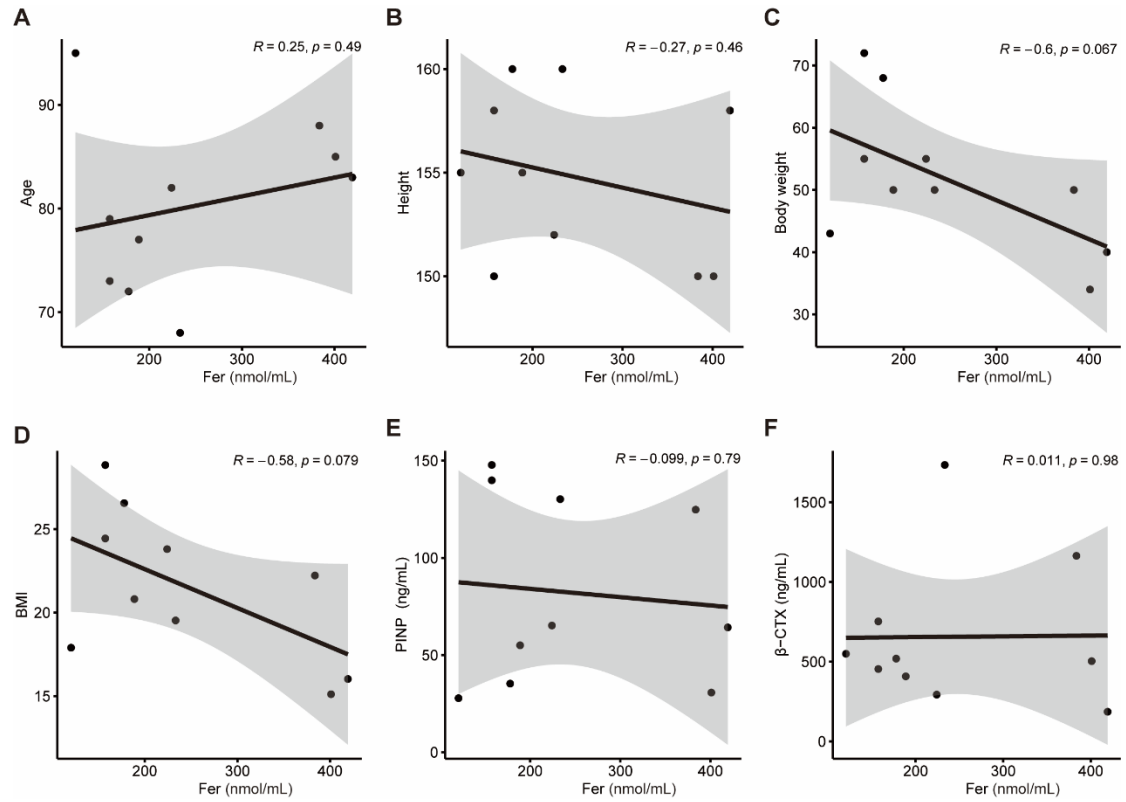 A
R = 0.25, p = 0.49
Age
90
80
70
200 300 400
Fer (nmol/mL)
B
R = −0.27, p = 0.46
Height
160
155
150
200 300 400
Fer (nmol/mL)
C
R = −0.6, p = 0.067
Body weight
70
60
50
40
30
200 300 400
Fer (nmol/mL)
D
R = −0.58, p = 0.079
BMI
25
20
15
200 300 400
Fer (nmol/mL)
E
R = −0.099, p = 0.79
PINP (ng/mL)
150
100
50
0
200 300 400
Fer (nmol/mL)
F
R = 0.011, p = 0.98
β−CTX (ng/mL)
1500
1000
500
0
200 300 400
Fer (nmol/mL)